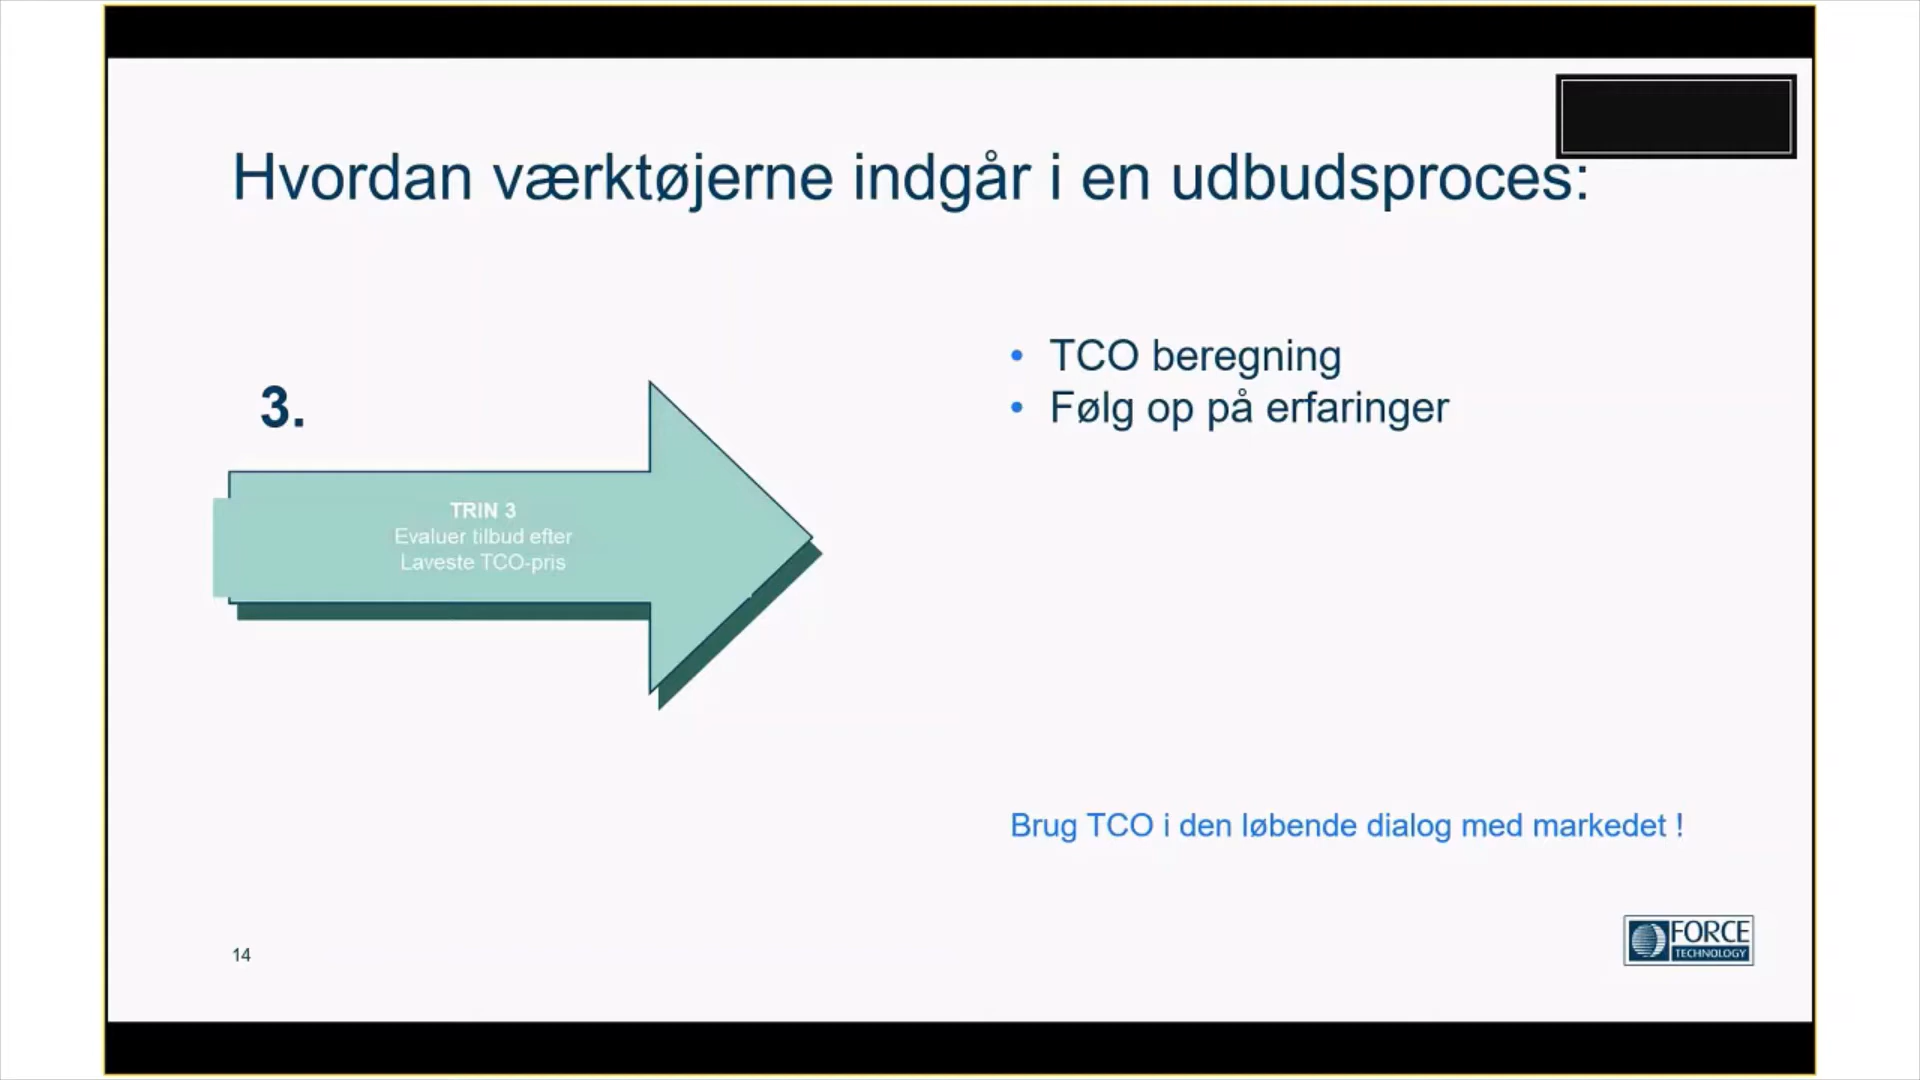 Hvordan værktøjerne indgår i en udbudsproces:
3.
TRIN 3
Evaluer tilbud efter
Laveste TCO-pris
• TCO beregning
• Følg op på erfaringer
Brug TCO i den løbende dialog med markedet !
14
FORCE
TECHNOLOGY